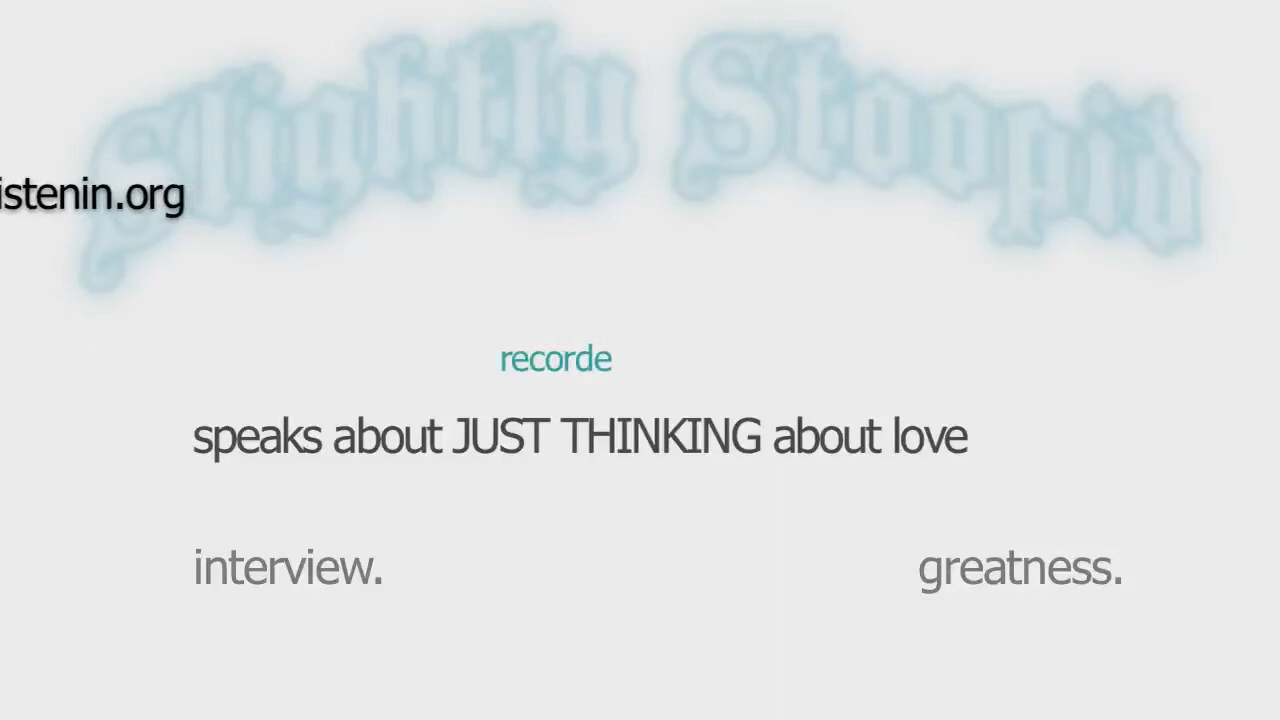 Slightly Stoopid
istenin.org
recorde
speaks about JUST THINKING about love
interview. greatness.